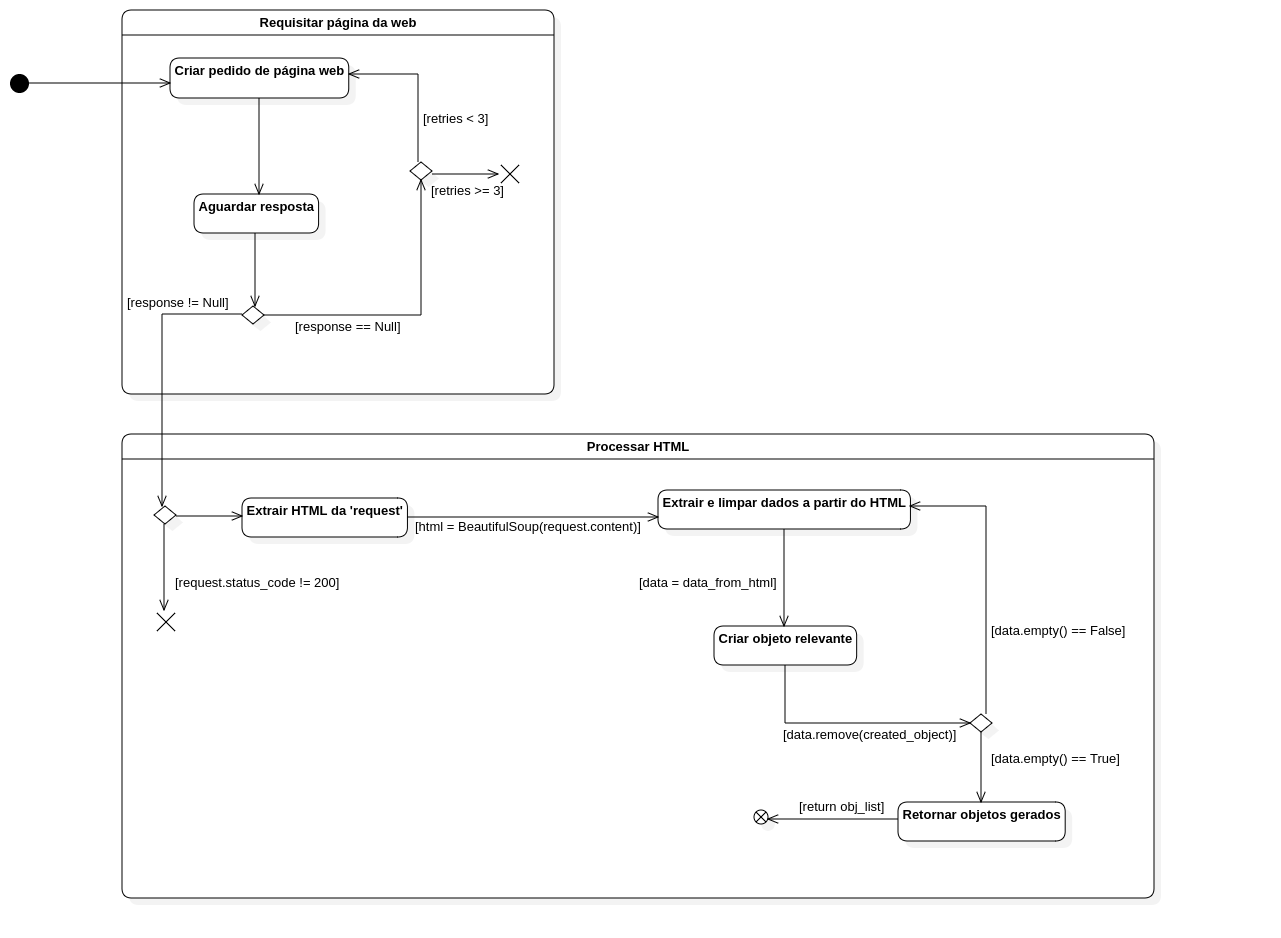 Requisitar página da web
Criar pedido de página web
[retries < 3]
[retries >= 3]
Aguardar resposta
[response != Null]
[response == Null]
Processar HTML
Extrair HTML da 'request'
[html = BeautifulSoup(request.content)]
Extrair e limpar dados a partir do HTML
[request.status_code != 200]
[data = data_from_html]
Criar objeto relevante
[data.empty() == False]
[data.remove(created_object)]
[data.empty() == True]
[return obj_list]
Retornar objetos gerados